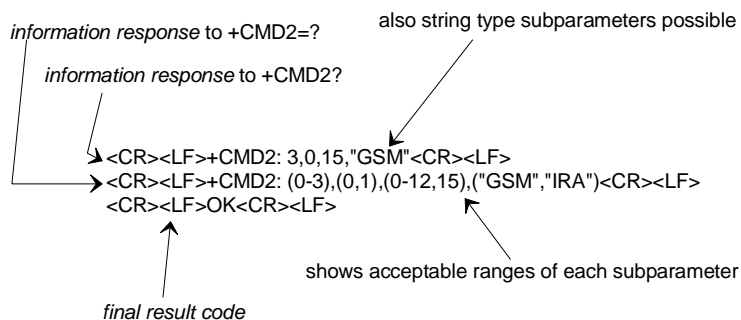 also string type subparameters possible
information response to +CMD2=?
information response to +CMD2?
<CR><LF>+CMD2: 3,0,15,"GSM"<CR><LF>
<CR><LF>+CMD2: (0-3),(0,1),(0-12,15),("GSM","IRA")<CR><LF>
<CR><LF>OK<CR><LF>
shows acceptable ranges of each subparameter
final result code